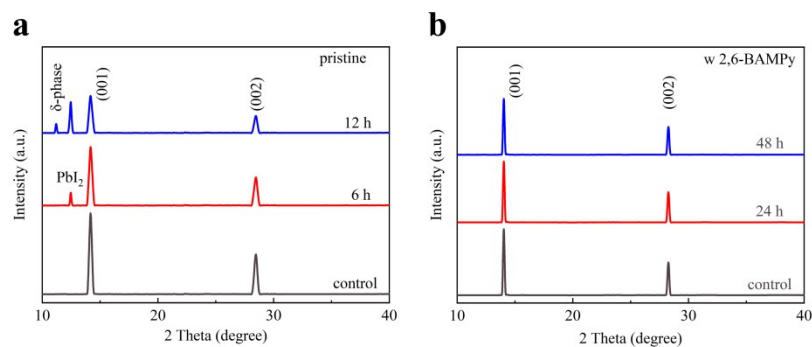 a
pristine
δ-phase
(001)
(002)
12 h
PbI2
6 h
control
Intensity (a.u.)
10 20 30 40
2 Theta (degree)
b
w 2,6-BAMPy
(001)
(002)
48 h
24 h
control
Intensity (a.u.)
10 20 30 40
2 Theta (degree)